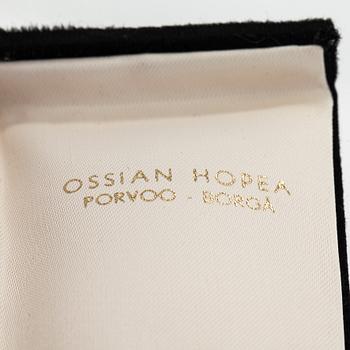 OSSIAN HOPEA
PORVOO - BORGÅ